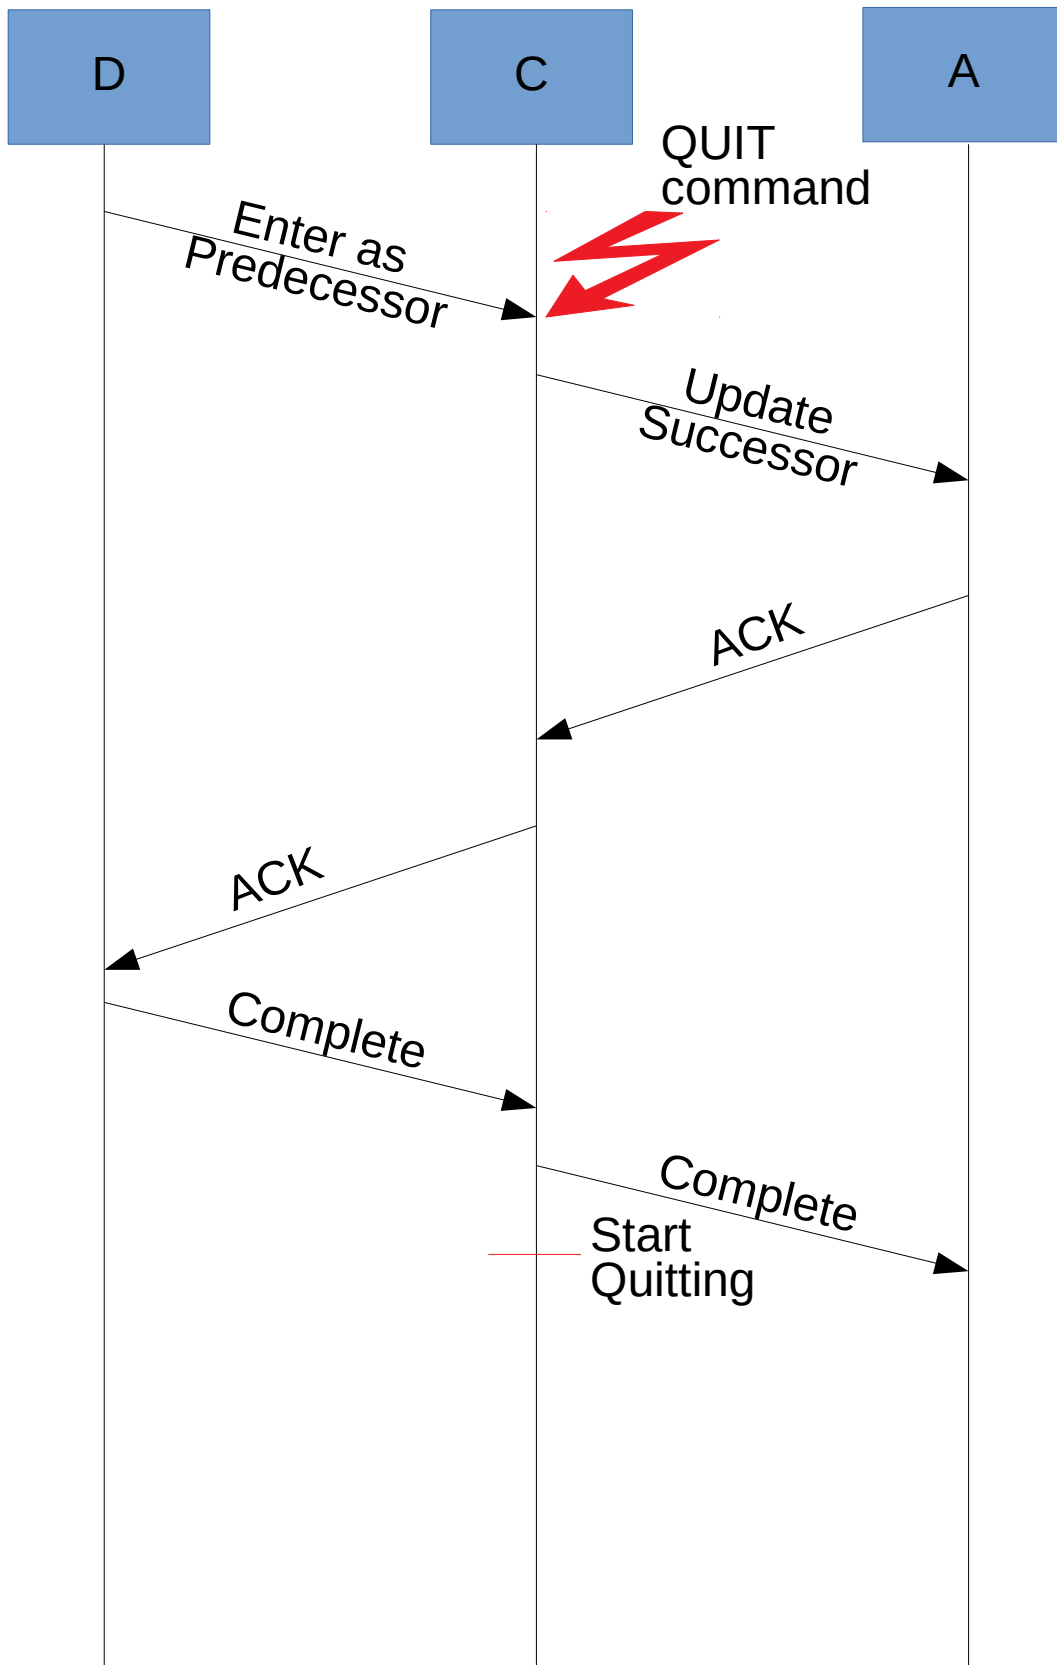 D
C
A
QUIT
command
Enter as
Predecessor
Update
Successor
ACK
ACK
Complete
Complete
Start
Quitting